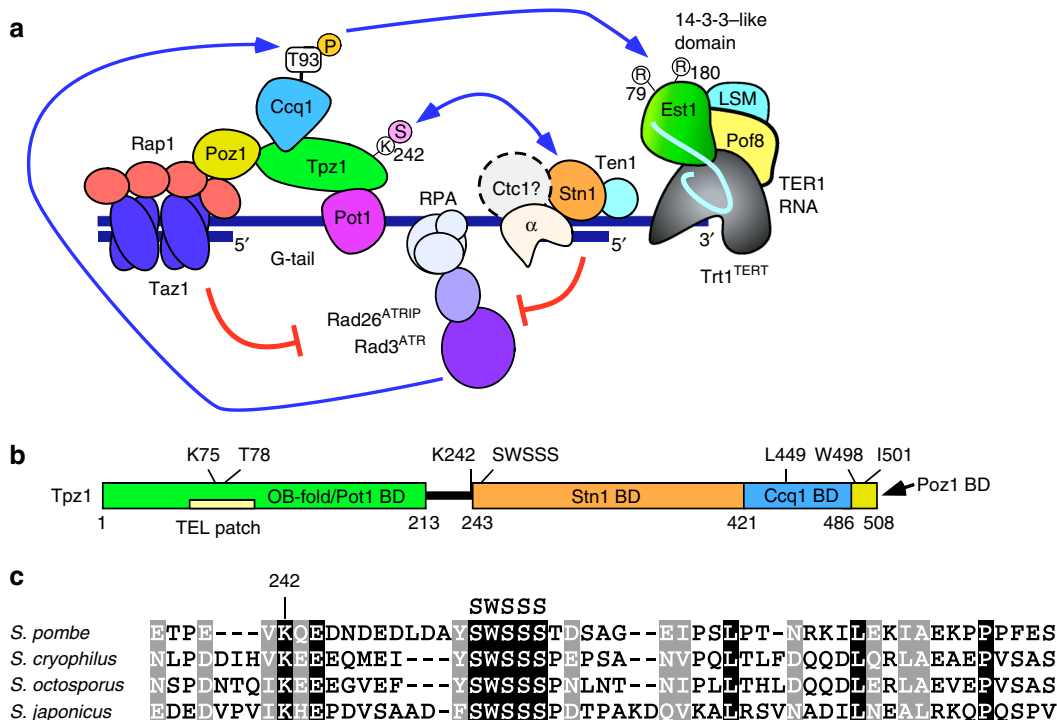 a
14-3-3–like
domain
P
T93
R
R
180
79
Ccq1
S
K
242
Est1
LSM
Rap1
Poz1
Tpz1
Pof8
Ctc1?
Stn1
Ten1
TER1
RNA
RPA
Pot1
α
5′
G-tail
5′
3′
Taz1
Trt1TERT
Rad26ATRIP
Rad3ATR
b
K75 T78 K242 SWSSS L449 W498 I501
Tpz1 OB-fold/Pot1 BD Stn1 BD Ccq1 BD Poz1 BD
1 TEL patch 213 243 421 486 508
c
242
SWSSS
S. pombe ETPE---VKQEDNDEDLDAYSWSSSTDSAG--EIPSLPT-NRKILEKIAEKPPPFES
S. cryophilus NLPDDIHVKEEEQMEI---YSWSSSPEPSA--NVPQLTLFDQQDLQRLAEAEPVSAS
S. octosporus NSPDNTQIKEEEGVEF---YSWSSSPNLNT--NIPLLTHLDQQDLERLAEVEPVSAS
S. japonicus EDEDVPVIKHEPDVSAAD-FSWSSSDTPAKDQVKALRSVNADILNEALRKQPQSPV